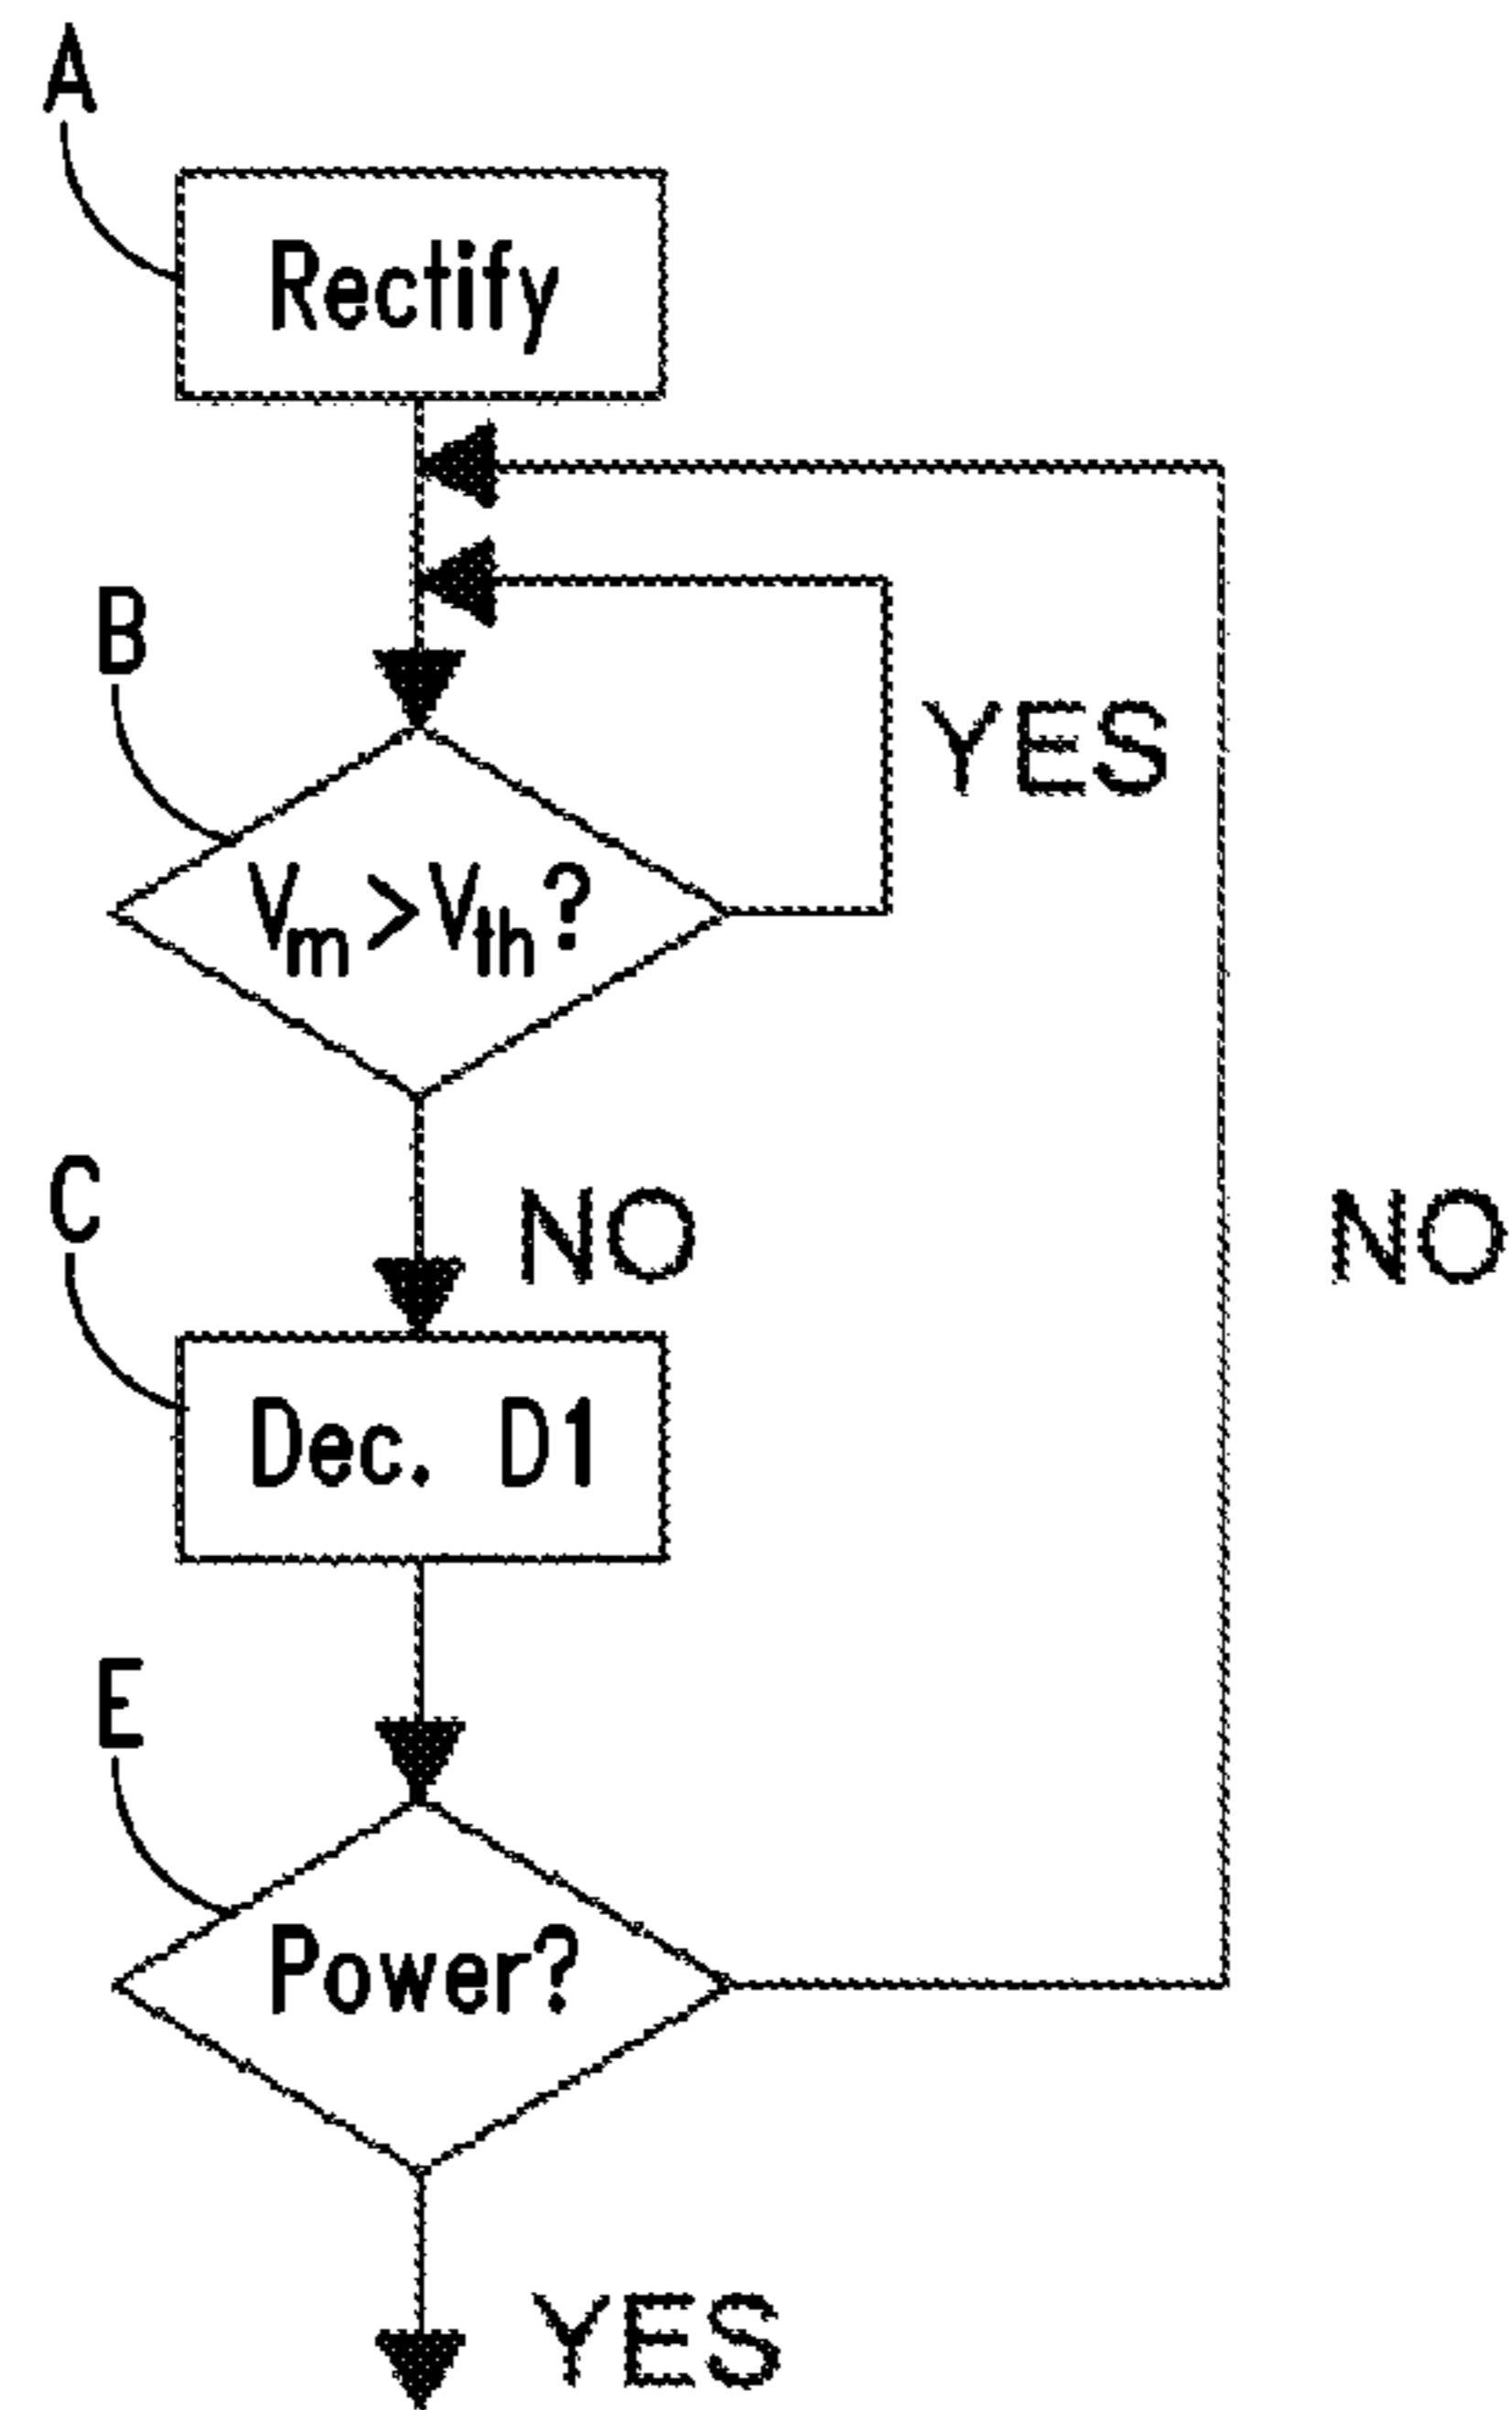 A
Rectify
B
YES
Vm>Vth?
C
NO
NO
Dec. D1
E
Power?
YES